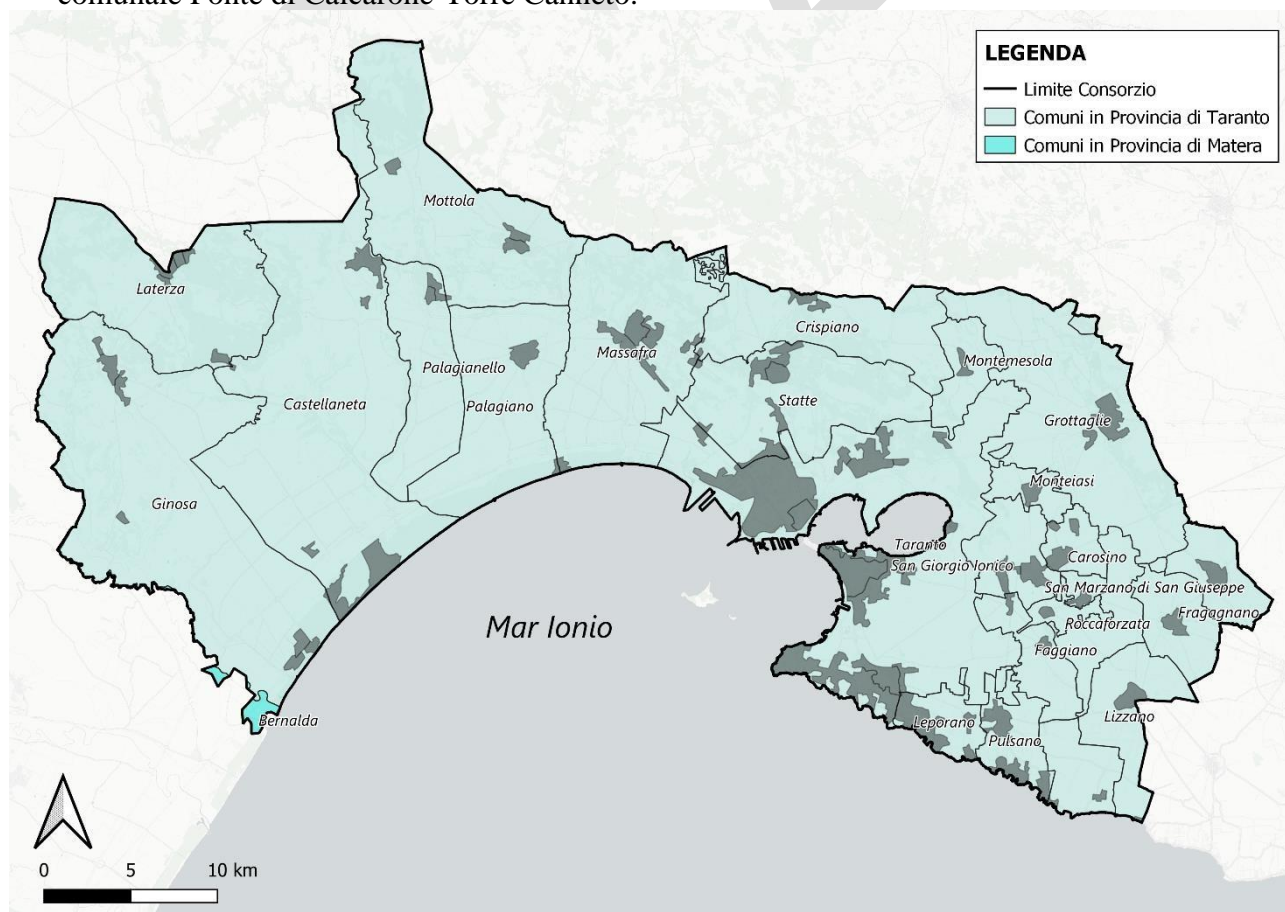 comunale Ponte di Calcarone-Torre Canneto.
LEGENDA
Limite Consorzio
Comuni in Provincia di Taranto
Comuni in Provincia di Matera
Mottola
Laterza
Crispiano
Massafra
Montemesola
Palagianello
Castellaneta
Palagiano
Statte
Grottaglie
Monteiasi
Ginosa
Taranto
Carosino
San Giorgio Ionico
San Marzano di San Giuseppe
Fragagnano
Roccaforzata
Mar Ionio
Faggiano
Bernalda
Leporano
Lizzano
Pulsano
0 5 10 km